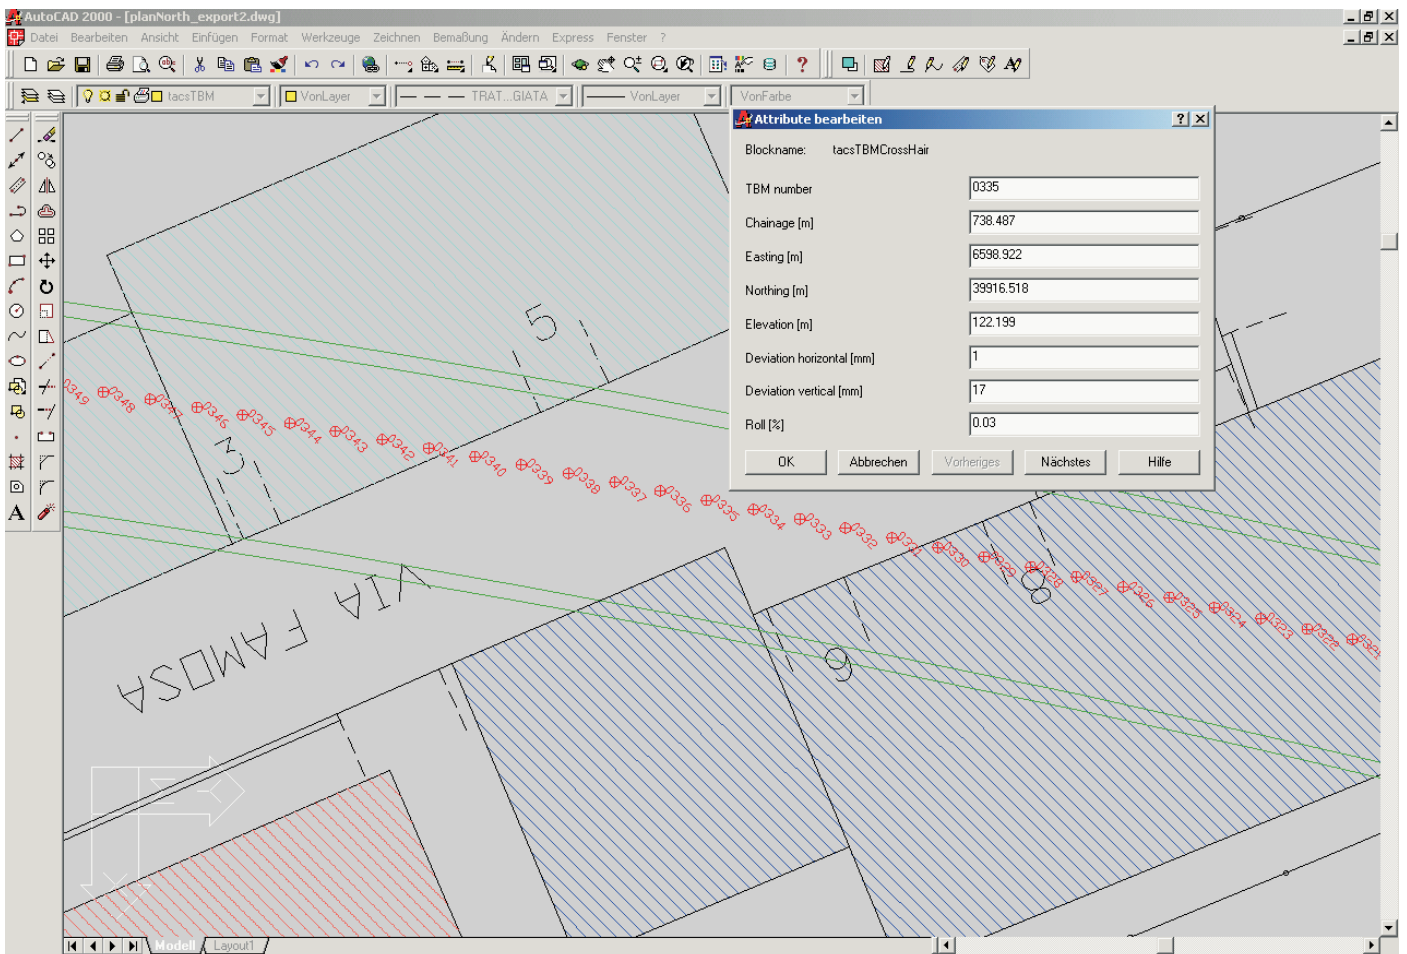 AutoCAD 2000 - [planNorth_export2.dwg]
Datei Bearbeiten Ansicht Einfügen Format Werkzeuge Zeichnen Bemaßung Ändern Express Fenster ?
tacsTBM VonLayer TRAT...GIATA VonLayer VonFarbe
Attribute bearbeiten
Blockname: tacsTBMCrossHair
TBM number 0335
Chainage [m] 738.487
Easting [m] 6598.922
Northing [m] 39916.518
Elevation [m] 122.199
Deviation horizontal [mm] 1
Deviation vertical [mm] 17
Roll [%] 0.03
OK Abbrechen Vorheriges Nächstes Hilfe
5
3
0349 0348 0347 0346 0345 0344 0343 0342 0341 0340 0339 0338 0337 0336 0335 0334 0333 0332 0331 0330 0329 0328 0327 0326 0325 0324 0323 0322 0321
8
9
VIA FAMOSA
A
X
Y
Modell Layout1